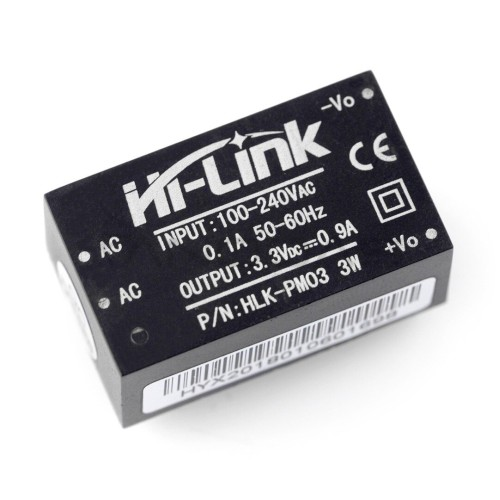 -Vo
Hi-Link
CE
INPUT:100-240VAC
0.1A 50-60Hz
OUTPUT:3.3VDC⎓0.9A
P/N:HLK-PM03 3W
AC
AC
+Vo
HYX2018010601698